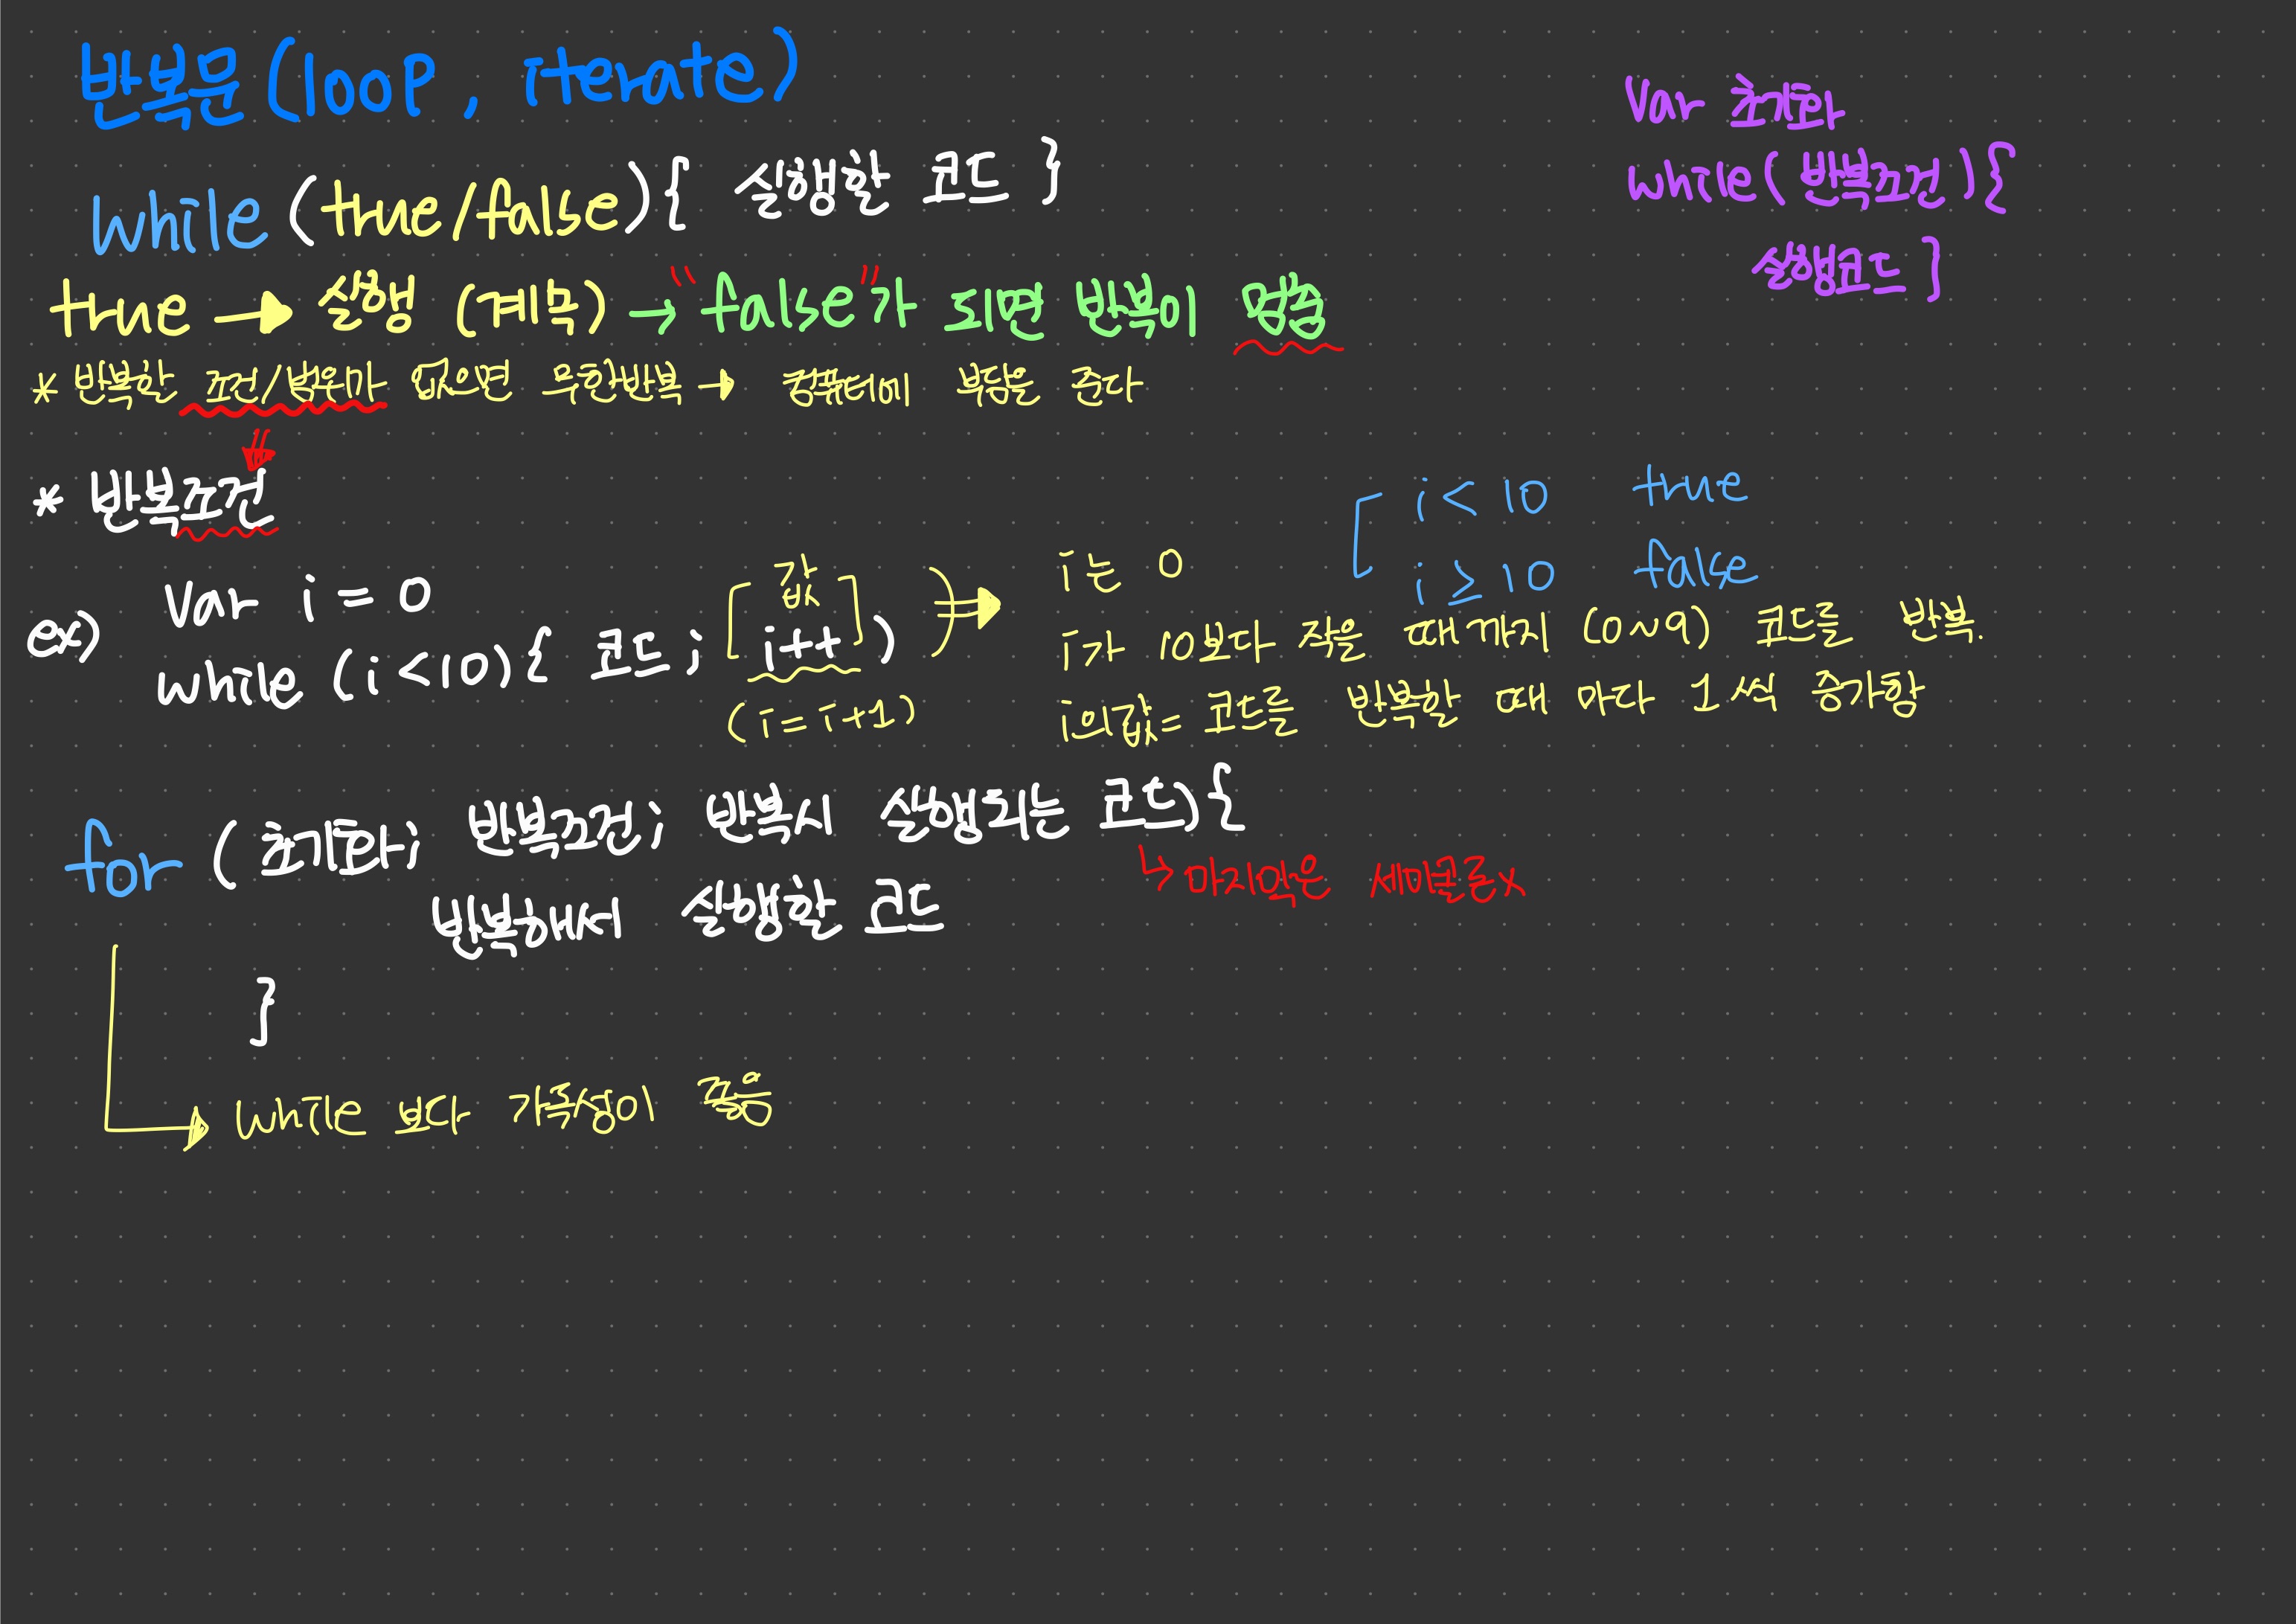 반복문(loop, iterate)
while (true/false){ 실행할 코드 }
var 초기화
while(반복조건){
실행코드 }
true → 실행 (계속) → "false"가 되면 반복이 멈춤
* 반복할 조건/범위가 없으면 무한반복 → 컴퓨터에 부담을 준다
* 반복조건
ex) var i = 0
while (i<10){ 코드 ; i++ )
값
(i=i+1)
i는 0
i<10 true
i≥10 false
i가 10보다 작을 때까지 (0~9) 코드를 반복.
i의값는 코드를 반복할 때 마다 1씩 증가함
for ( 초기화; 반복조건; 반복시 실행되는 코드){
↳ 마지막은 세미콜론x
반복해서 실행할 코드
}
→ while 보다 가독성이 좋음